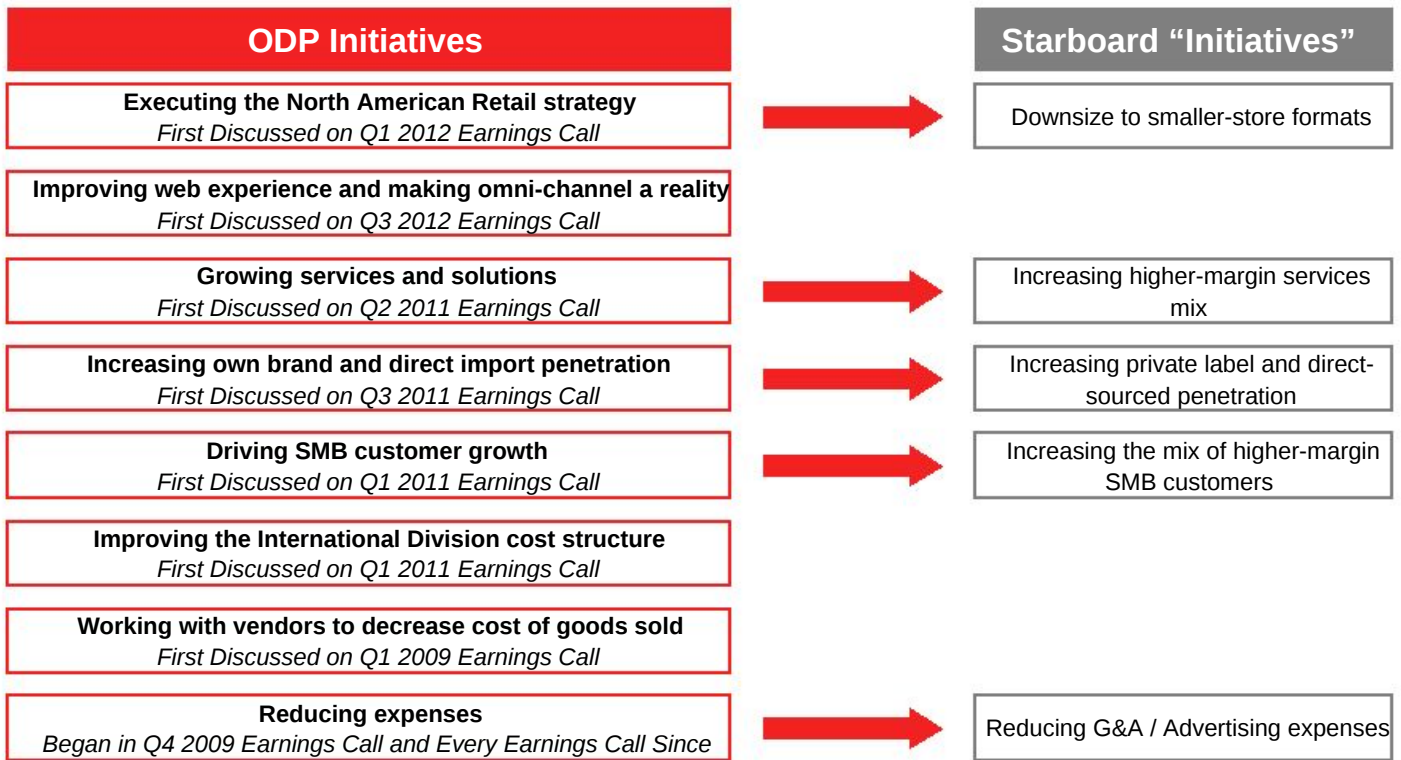 ODP Initiatives
Starboard “Initiatives”
Executing the North American Retail strategy
First Discussed on Q1 2012 Earnings Call
Downsize to smaller-store formats
Improving web experience and making omni-channel a reality
First Discussed on Q3 2012 Earnings Call
Growing services and solutions
First Discussed on Q2 2011 Earnings Call
Increasing higher-margin services
mix
Increasing own brand and direct import penetration
First Discussed on Q3 2011 Earnings Call
Increasing private label and direct-
sourced penetration
Driving SMB customer growth
First Discussed on Q1 2011 Earnings Call
Increasing the mix of higher-margin
SMB customers
Improving the International Division cost structure
First Discussed on Q1 2011 Earnings Call
Working with vendors to decrease cost of goods sold
First Discussed on Q1 2009 Earnings Call
Reducing expenses
Began in Q4 2009 Earnings Call and Every Earnings Call Since
Reducing G&A / Advertising expenses